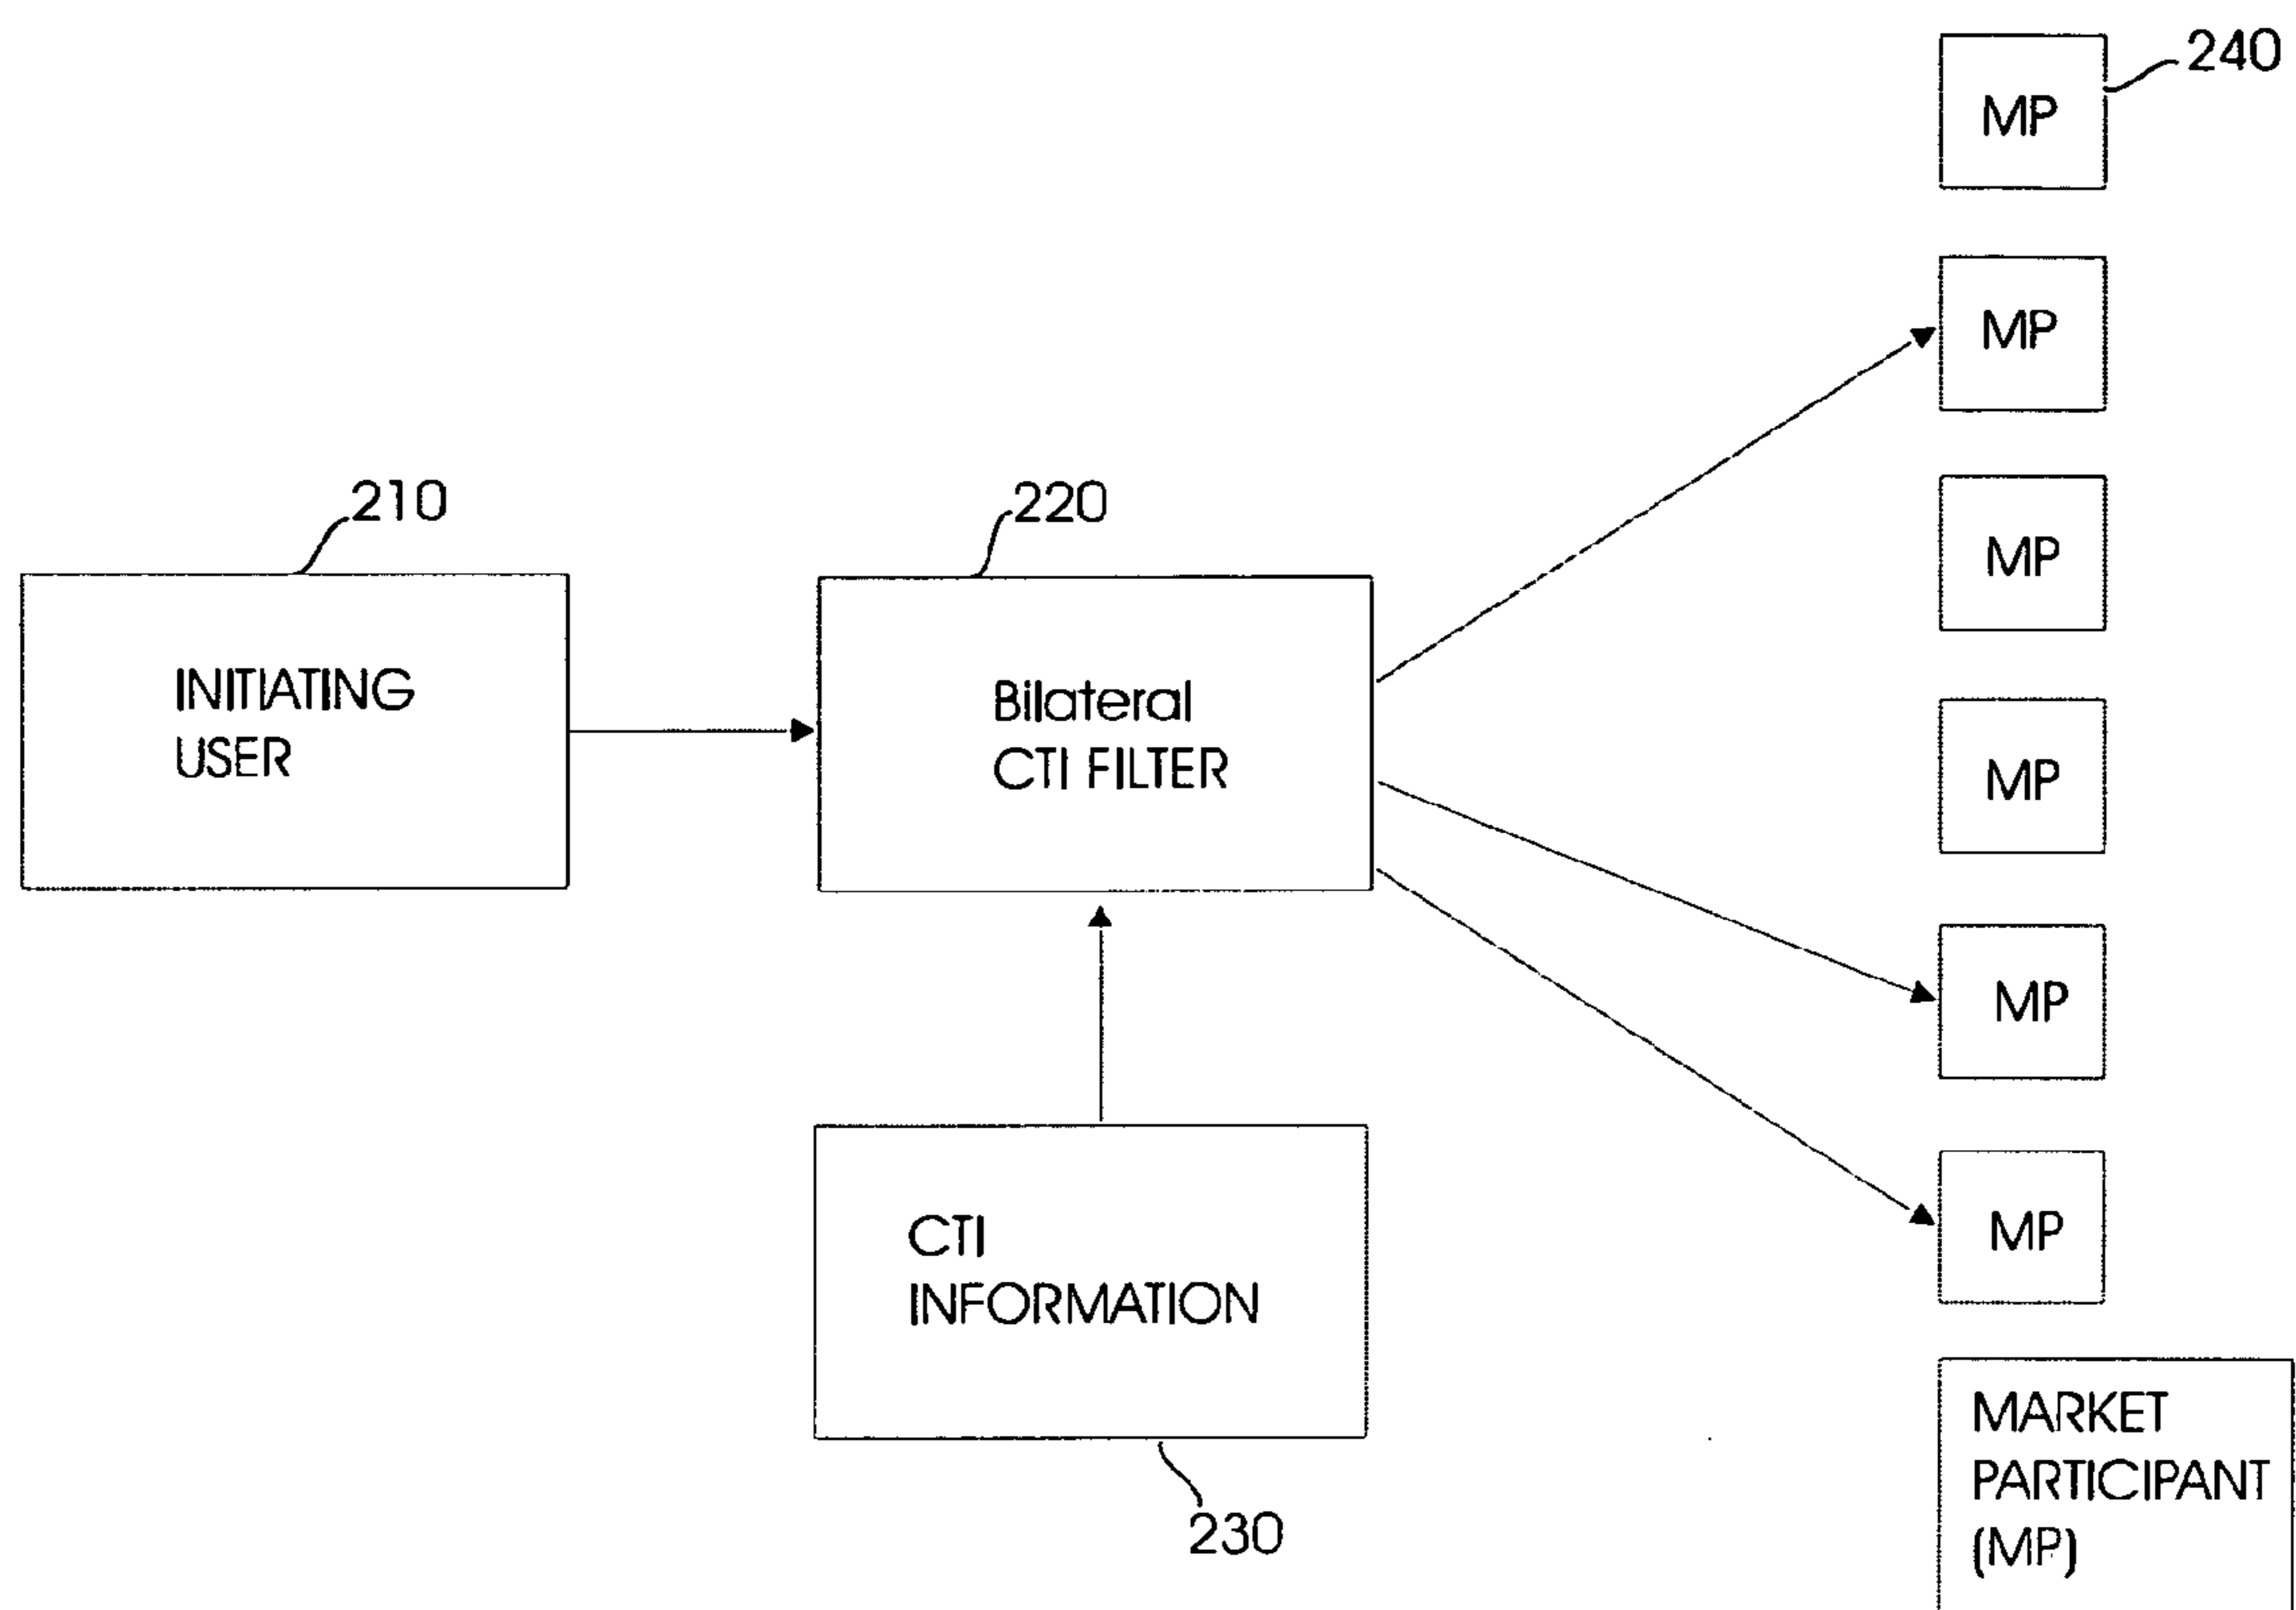 240
MP
MP
210
220
MP
INITIATING
USER
Bilateral
CTI FILTER
MP
MP
CTI
INFORMATION
MP
MARKET
PARTICIPANT
(MP)
230